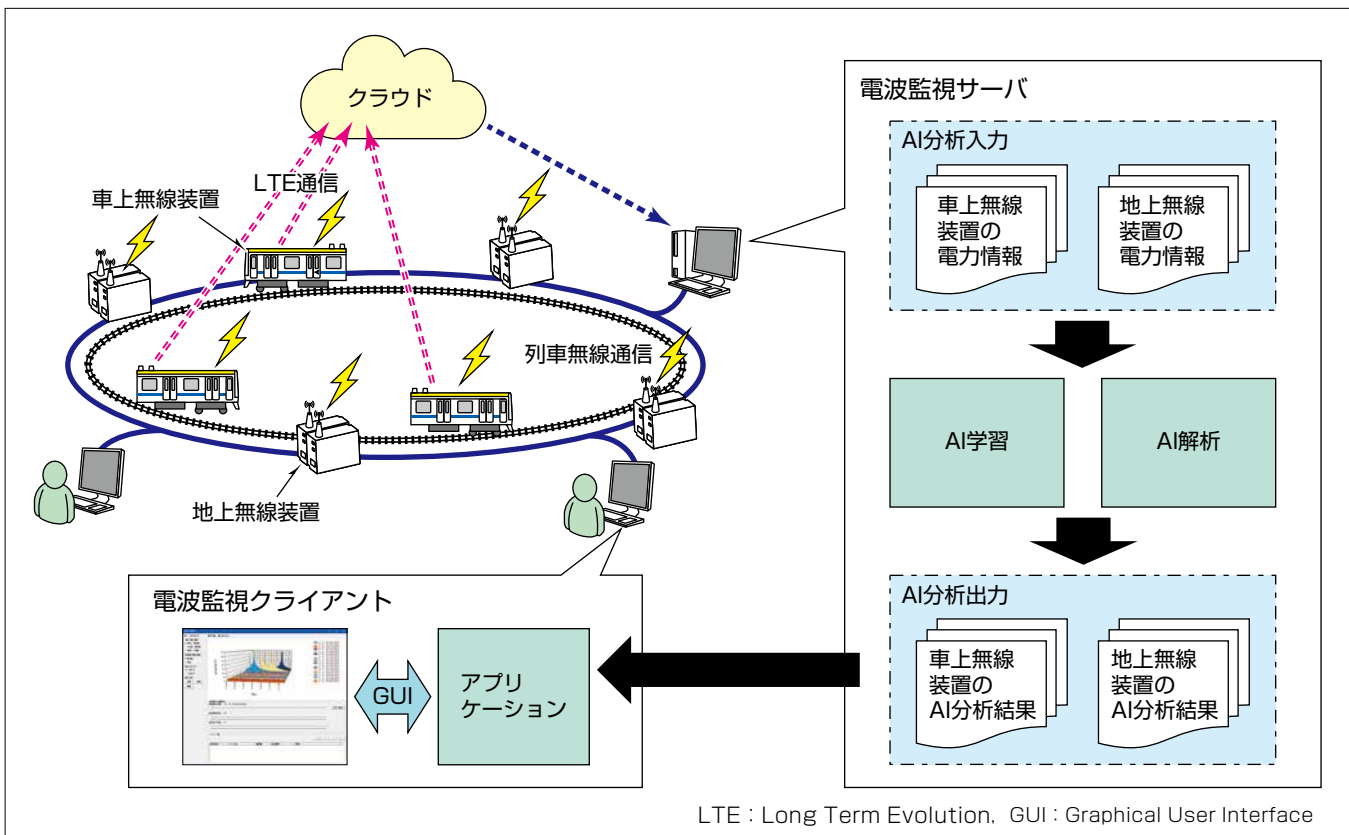 クラウド
LTE通信
車上無線装置
列車無線通信
地上無線装置
電波監視サーバ
AI分析入力
車上無線
装置の
電力情報
地上無線
装置の
電力情報
AI学習
AI解析
AI分析出力
車上無線
装置の
AI分析結果
地上無線
装置の
AI分析結果
電波監視クライアント
GUI
アプリ
ケーション
LTE：Long Term Evolution, GUI：Graphical User Interface